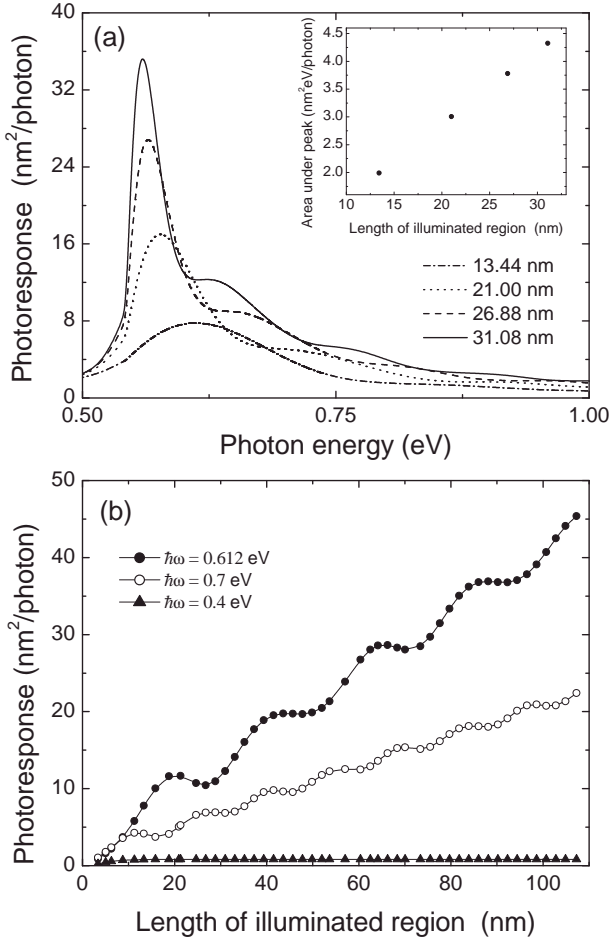 (a)
Photoresponse (nm²/photon)
40
32
24
16
8
0
0.50
0.75
1.00
Photon energy (eV)
Area under peak (nm²eV/photon)
4.5
4.0
3.5
3.0
2.5
2.0
10 15 20 25 30
Length of illuminated region (nm)
13.44 nm
21.00 nm
26.88 nm
31.08 nm
(b)
Photoresponse (nm²/photon)
50
40
30
20
10
0
ħω = 0.612 eV
ħω = 0.7 eV
ħω = 0.4 eV
0 20 40 60 80 100
Length of illuminated region (nm)